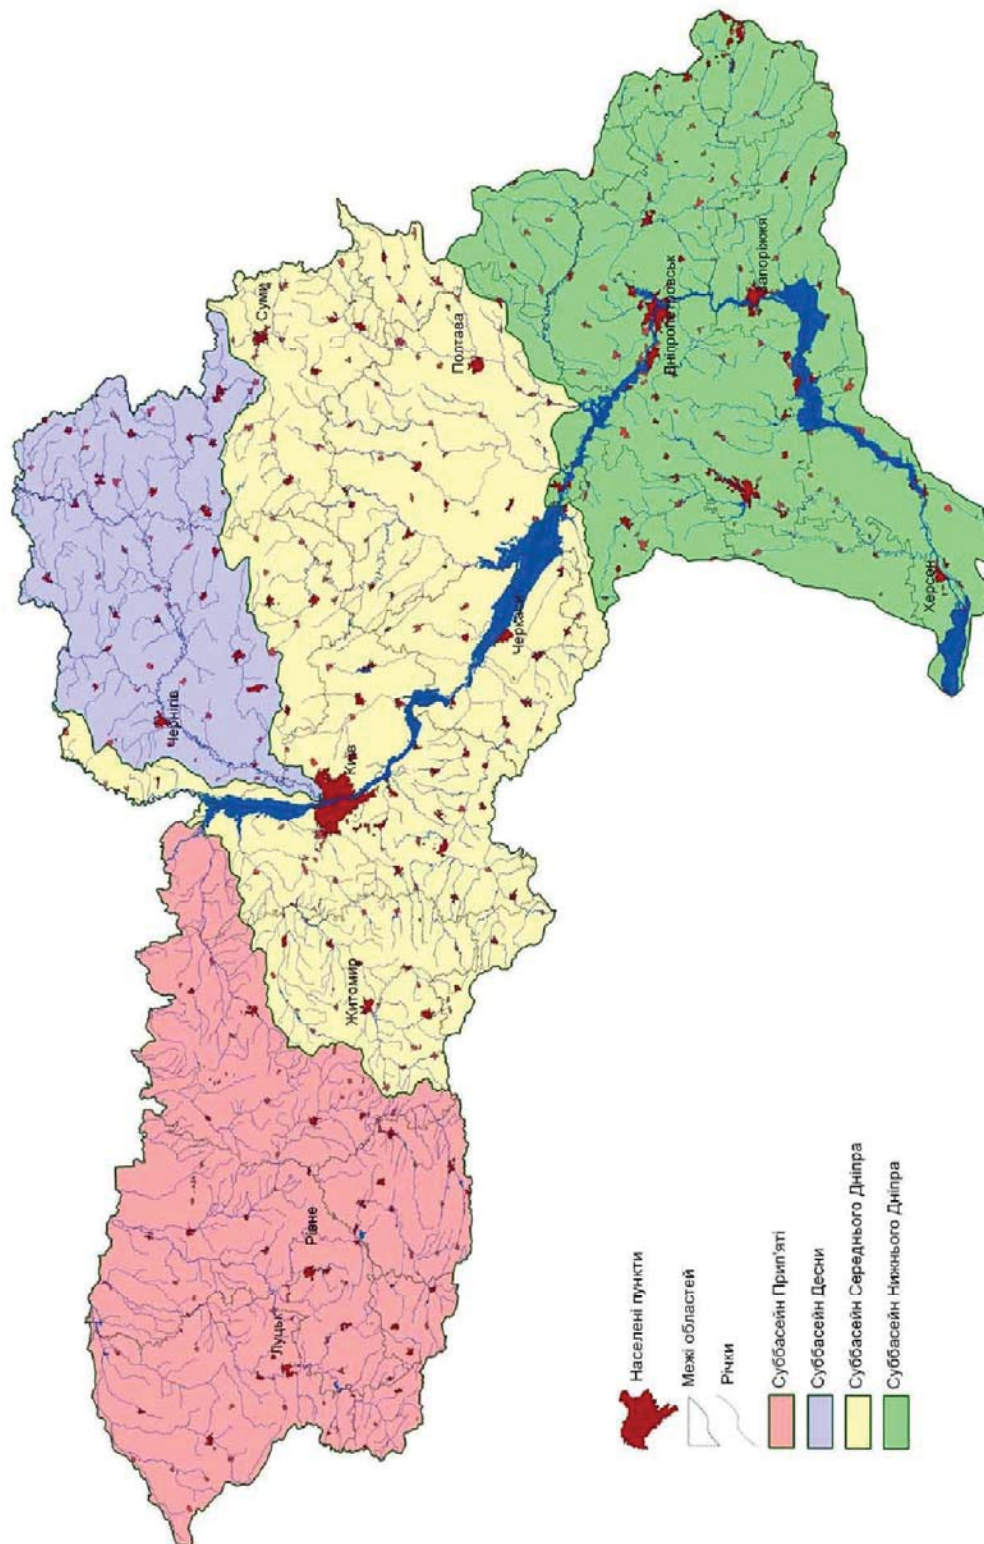 Луцьк
Рівне
Житомир
Київ
Чернігів
Черкаси
Суми
Полтава
Дніпропетровськ
Запоріжжя
Херсон
Населені пункти
Межі областей
Річки
Суббасейн Прип'яті
Суббасейн Десни
Суббасейн Середнього Дніпра
Суббасейн Нижнього Дніпра